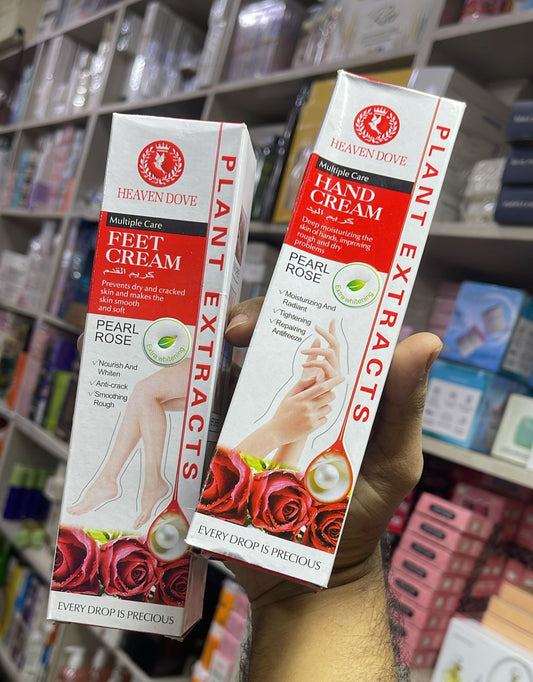 HEAVEN DOVE
Multiple Care
FEET
CREAM
كريم القدم
Prevents dry and cracked
skin and makes the
skin smooth
and soft
PEARL
ROSE
Extra whitening
✓Nourish And
Whiten
✓Anti-crack
✓Smoothing
Rough
PLANT EXTRACTS
EVERY DROP IS PRECIOUS
HEAVEN DOVE
Multiple Care
HAND
CREAM
كريم اليد
Deep moisturizing the
skin of hands, improving
rough and dry
problems
PEARL
ROSE
Extra whitening
✓Moisturizing And
Radiant
✓Tightening
✓Repairing
Antifreeze
PLANT EXTRACTS
EVERY DROP IS PRECIOUS